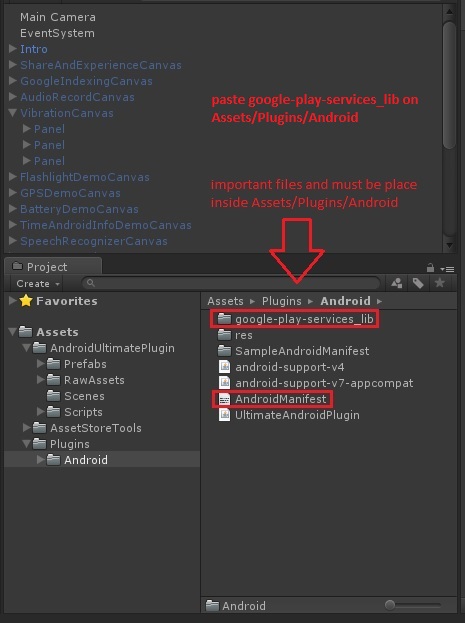 Main Camera
EventSystem
Intro
ShareAndExperienceCanvas
GoogleIndexingCanvas
AudioRecordCanvas
VibrationCanvas
Panel
Panel
Panel
FlashlightDemoCanvas
GPSDemoCanvas
BatteryDemoCanvas
TimeAndroidInfoDemoCanvas
SpeechRecognizerCanvas
paste google-play-services_lib on
Assets/Plugins/Android
important files and must be place
inside Assets/Plugins/Android
Project
Create
Favorites
Assets
AndroidUltimatePlugin
Prefabs
RawAssets
Scenes
Scripts
AssetStoreTools
Plugins
Android
Assets Plugins Android
google-play-services_lib
res
SampleAndroidManifest
android-support-v4
android-support-v7-appcompat
AndroidManifest
UltimateAndroidPlugin
Android